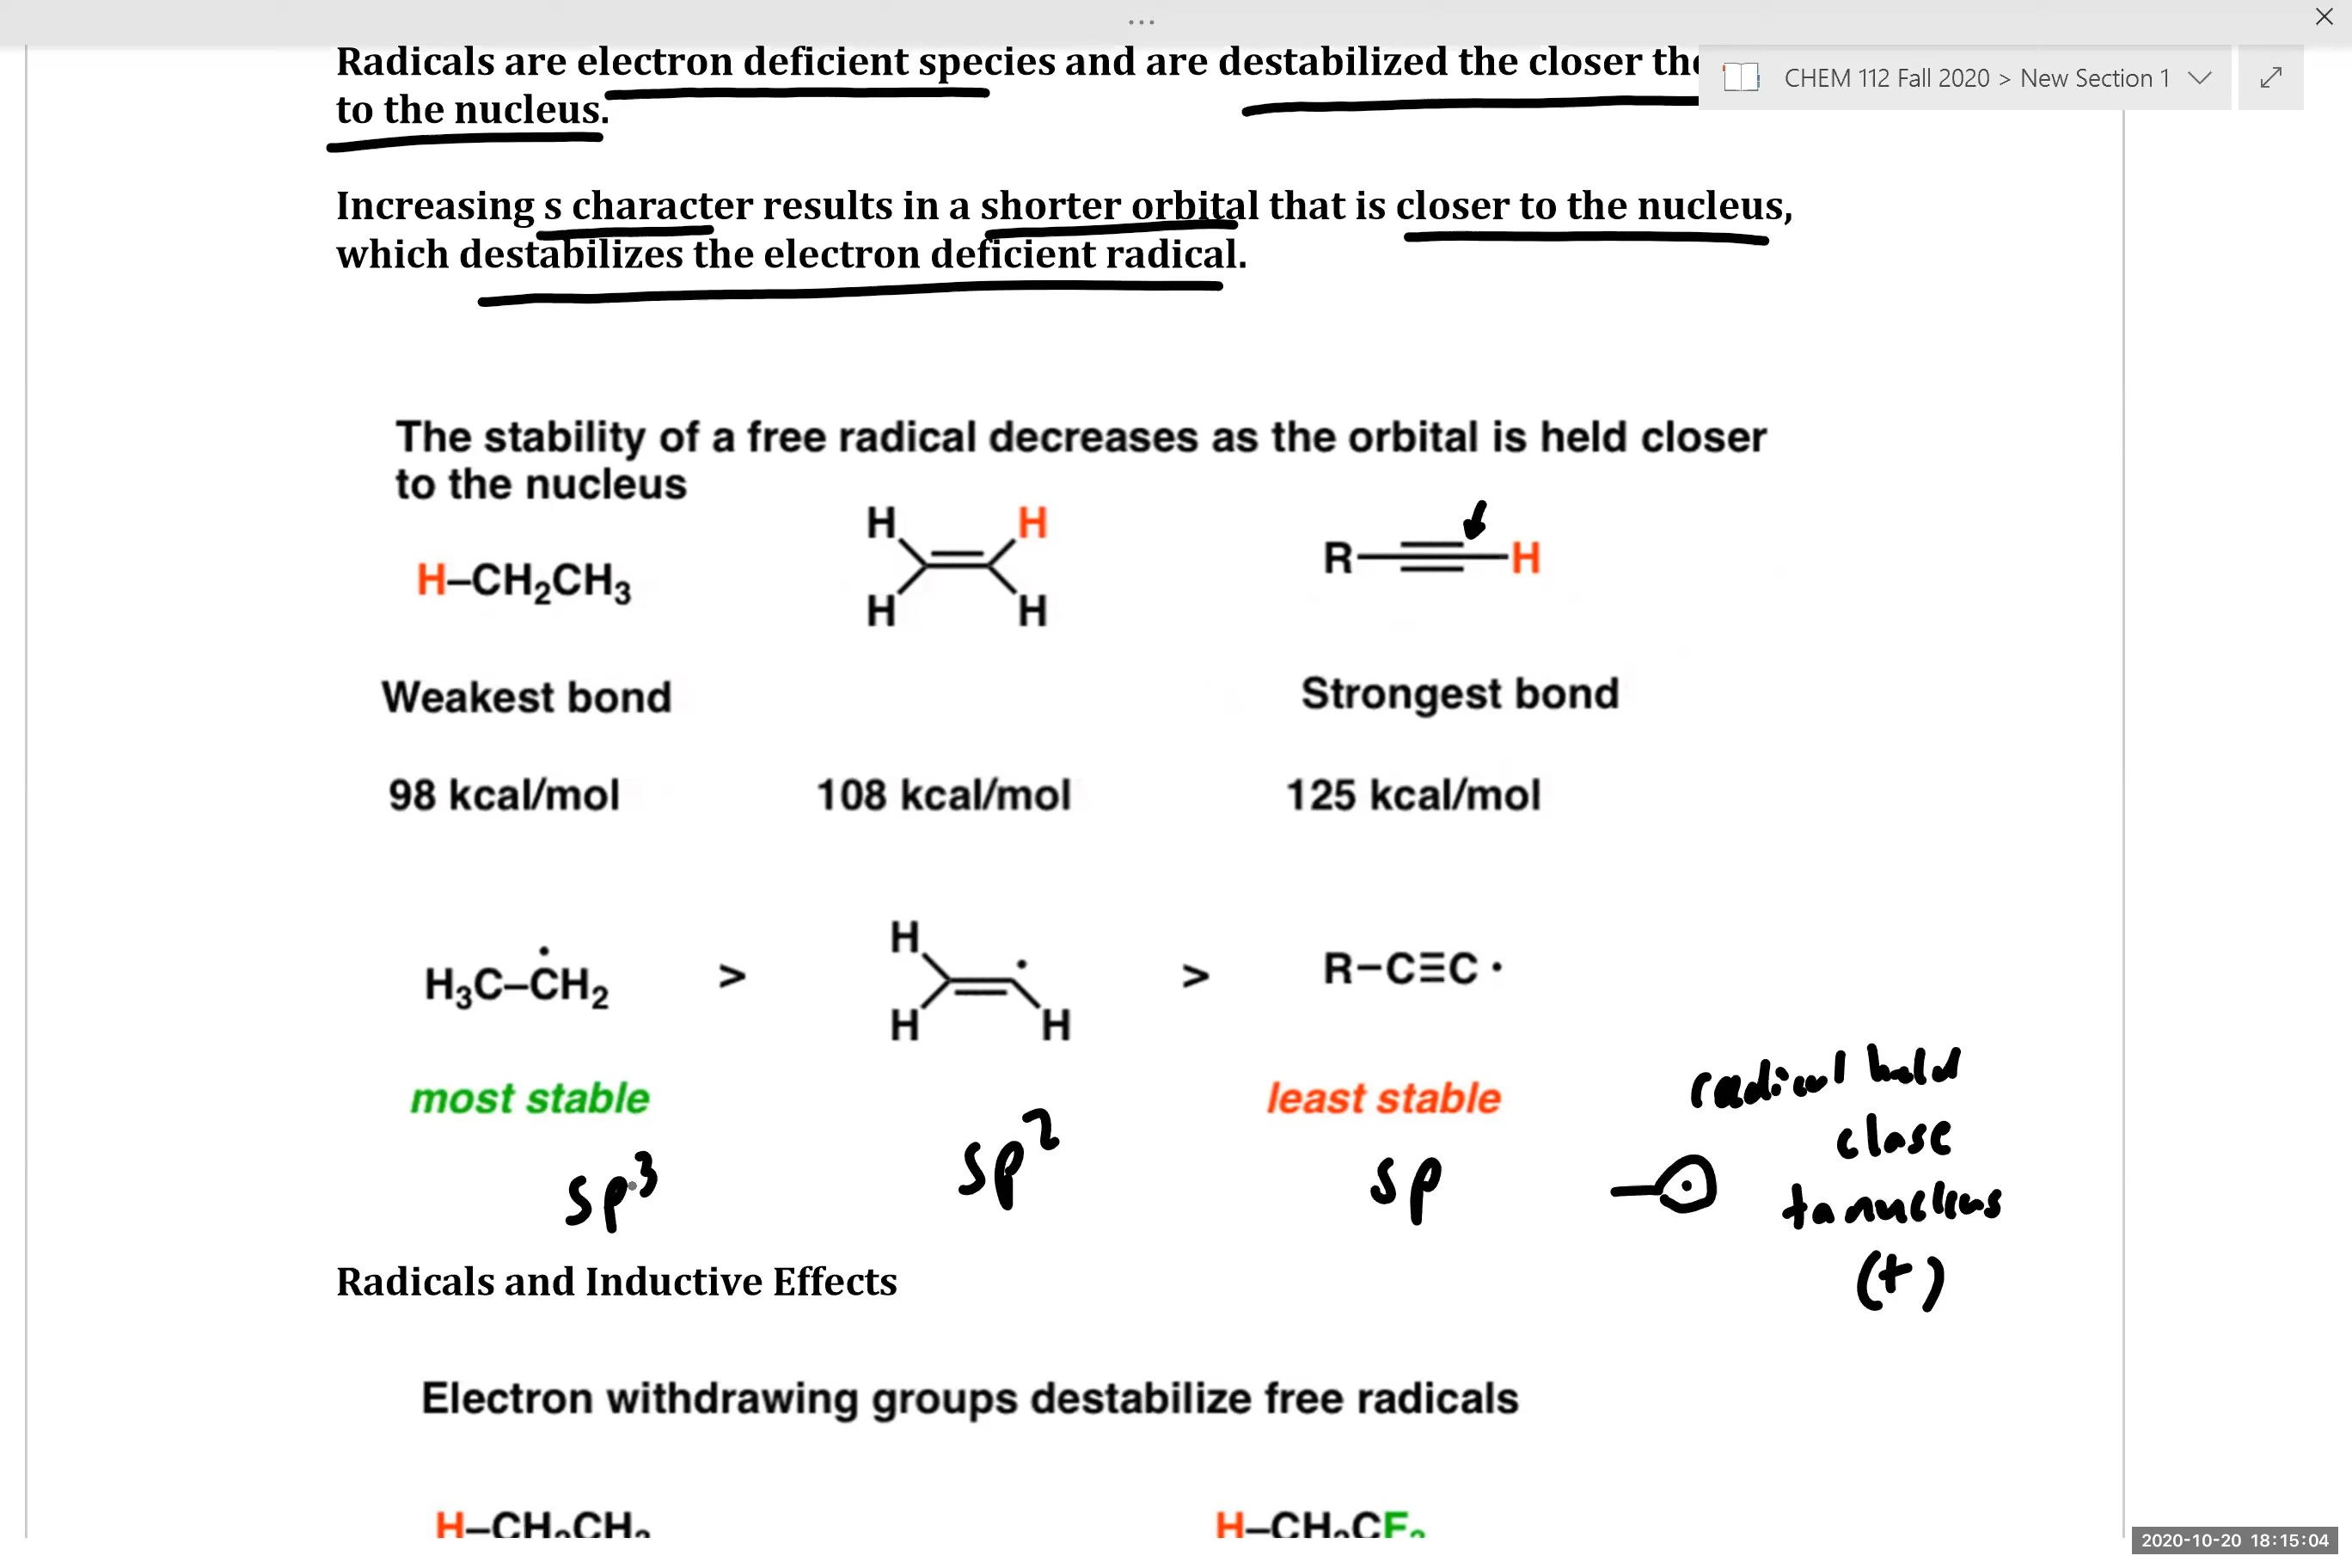 Radicals are electron deficient species and are destabilized the closer
CHEM 112 Fall 2020 > New Section 1
to the nucleus.
Increasing s character results in a shorter orbital that is closer to the nucleus,
which destabilizes the electron deficient radical.
The stability of a free radical decreases as the orbital is held closer
to the nucleus
H–CH₂CH₃
H H H H
R H
Weakest bond
Strongest bond
98 kcal/mol 108 kcal/mol 125 kcal/mol
H₃C–ĊH₂ > H H H · > R–C≡C·
most stable
least stable
radical held
close
to nucleus
(+)
sp³ sp² sp
Radicals and Inductive Effects
Electron withdrawing groups destabilize free radicals
H–CH₂CH₃ H–CH₂CF₃
2020-10-20 18:15:04